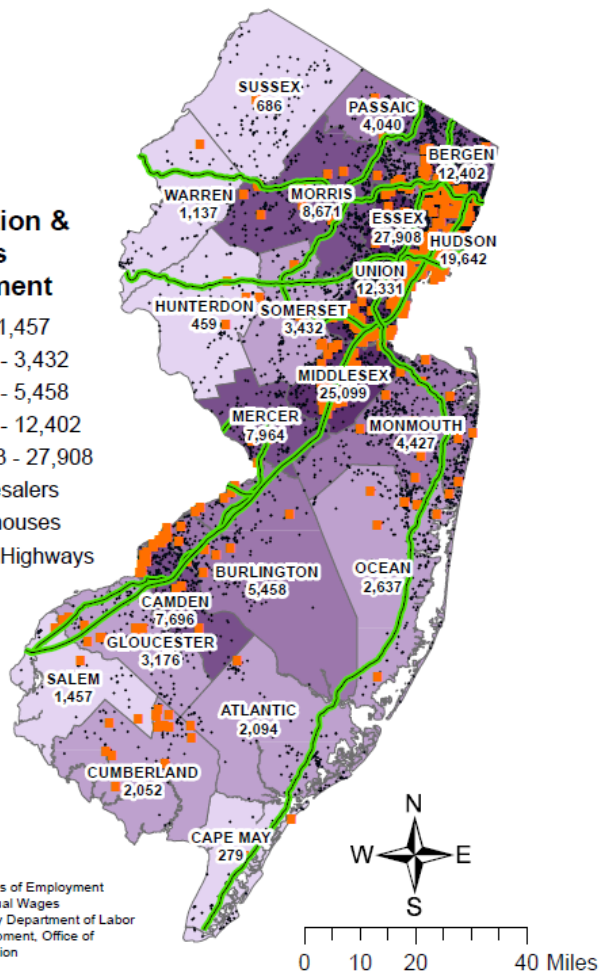 SUSSEX
686
PASSAIC
4,040
BERGEN
12,402
WARREN
1,137
MORRIS
8,671
ESSEX
27,908
HUDSON
19,642
ion &
s
ment
UNION
12,331
HUNTERDON
459
SOMERSET
3,432
1,457
- 3,432
- 5,458
- 12,402
3 - 27,908
esalers
houses
Highways
MIDDLESEX
25,099
MERCER
7,964
MONMOUTH
4,427
BURLINGTON
5,458
OCEAN
2,637
CAMDEN
7,696
GLOUCESTER
3,176
SALEM
1,457
ATLANTIC
2,094
CUMBERLAND
2,052
CAPE MAY
279
N
W E
S
s of Employment
ual Wages
y Department of Labor
opment, Office of
ion
0 10 20 40 Miles